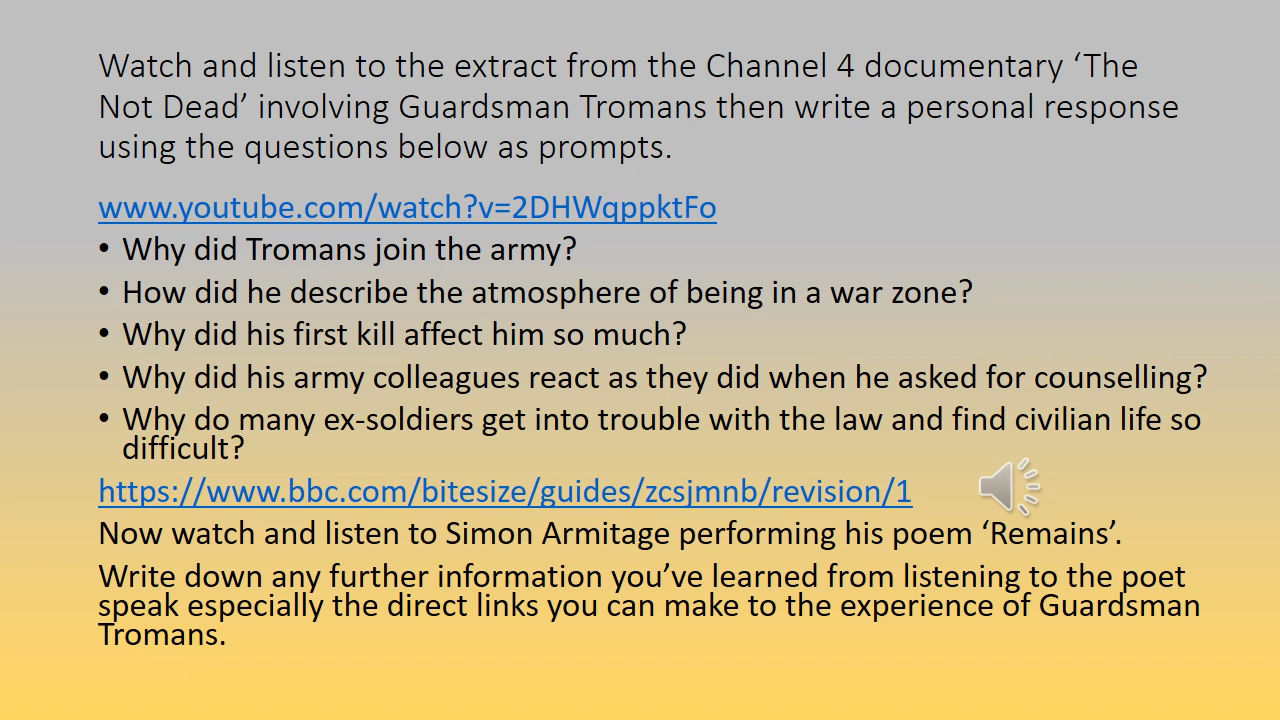 Watch and listen to the extract from the Channel 4 documentary ‘The
Not Dead’ involving Guardsman Tromans then write a personal response
using the questions below as prompts.
www.youtube.com/watch?v=2DHWqppktFo
• Why did Tromans join the army?
• How did he describe the atmosphere of being in a war zone?
• Why did his first kill affect him so much?
• Why did his army colleagues react as they did when he asked for counselling?
• Why do many ex-soldiers get into trouble with the law and find civilian life so
difficult?
https://www.bbc.com/bitesize/guides/zcsjmnb/revision/1
Now watch and listen to Simon Armitage performing his poem ‘Remains’.
Write down any further information you’ve learned from listening to the poet
speak especially the direct links you can make to the experience of Guardsman
Tromans.